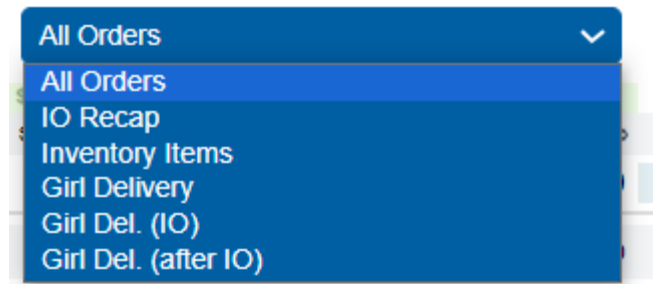 All Orders
All Orders
IO Recap
Inventory Items
Girl Delivery
Girl Del. (IO)
Girl Del. (after IO)